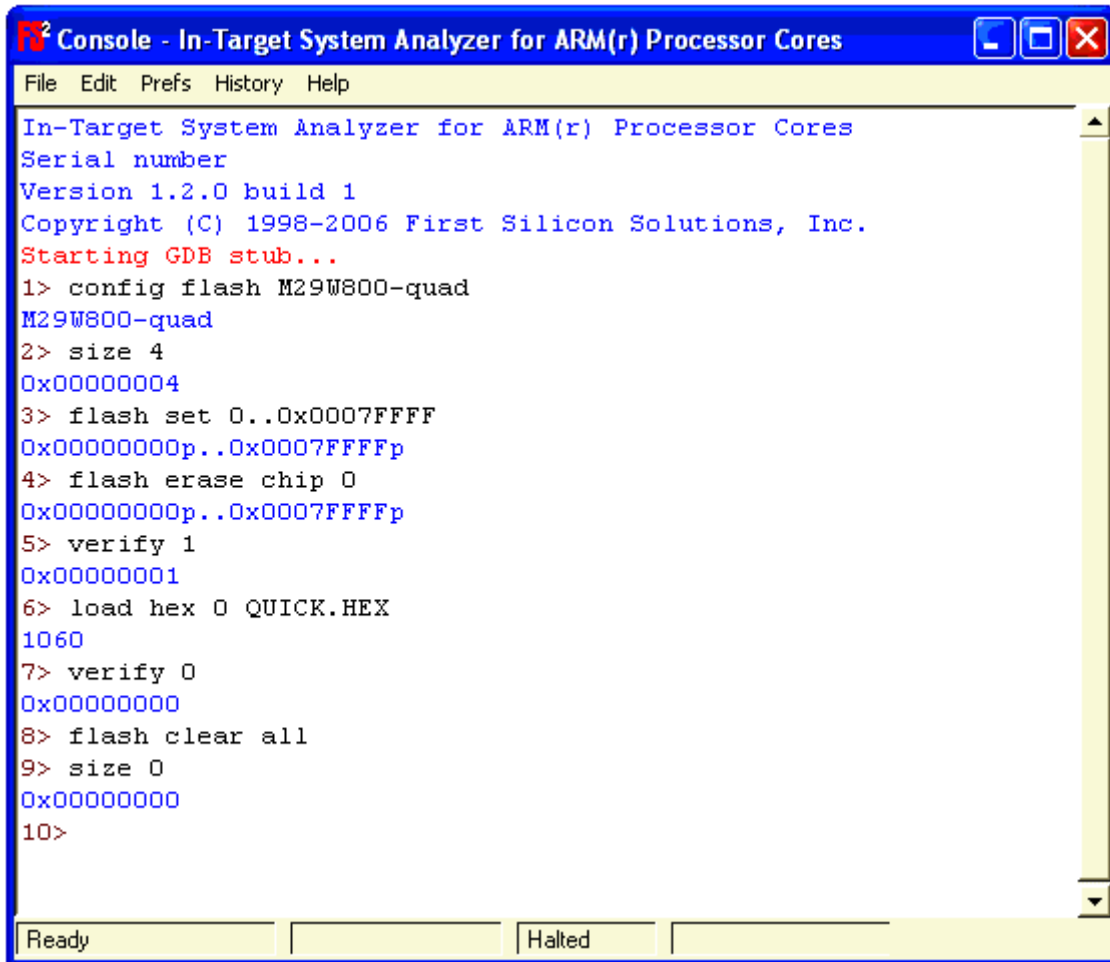 FS2 Console - In-Target System Analyzer for ARM(r) Processor Cores
File Edit Prefs History Help
In-Target System Analyzer for ARM(r) Processor Cores
Serial number
Version 1.2.0 build 1
Copyright (C) 1998-2006 First Silicon Solutions, Inc.
Starting GDB stub...
1> config flash M29W800-quad
M29W800-quad
2> size 4
0x00000004
3> flash set 0..0x0007FFFF
0x00000000p..0x0007FFFFp
4> flash erase chip 0
0x00000000p..0x0007FFFFp
5> verify 1
0x00000001
6> load hex 0 QUICK.HEX
1060
7> verify 0
0x00000000
8> flash clear all
9> size 0
0x00000000
10>
Ready Halted